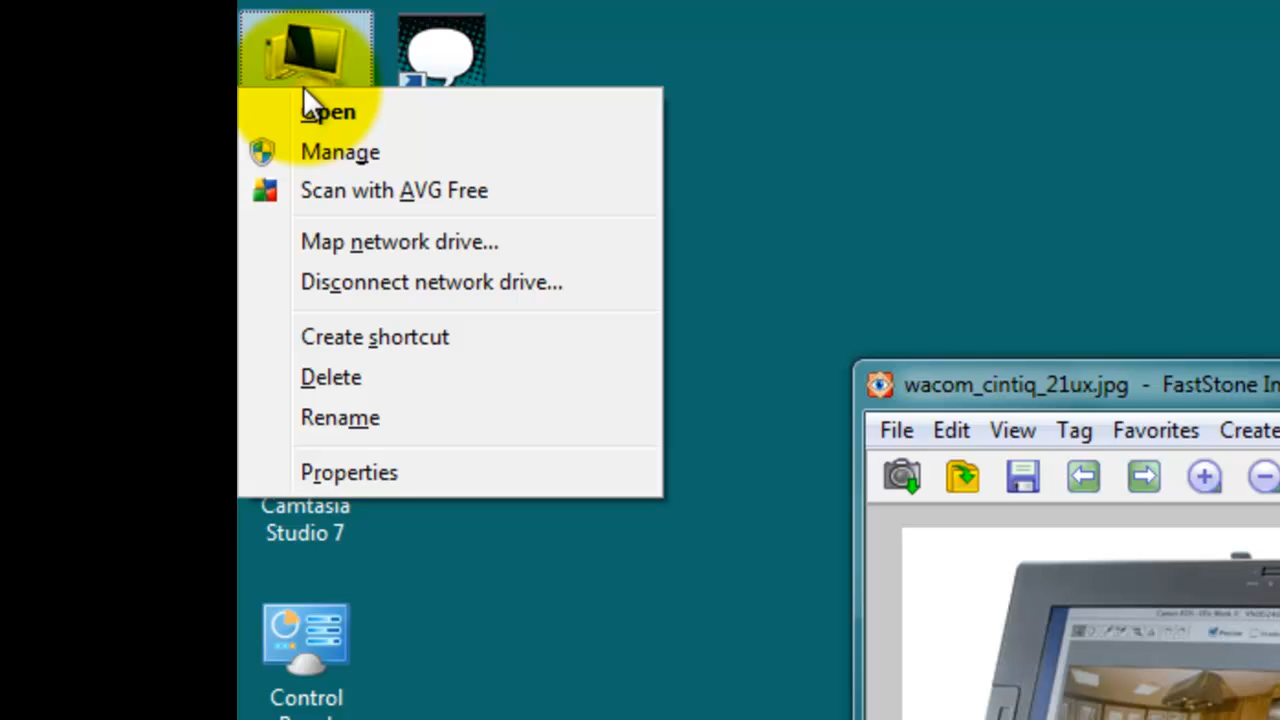 Open
Manage
Scan with AVG Free
Map network drive...
Disconnect network drive...
Create shortcut
Delete
Rename
Properties
Camtasia
Studio 7
Control
wacom_cintiq_21ux.jpg - FastStone
File Edit View Tag Favorites Create